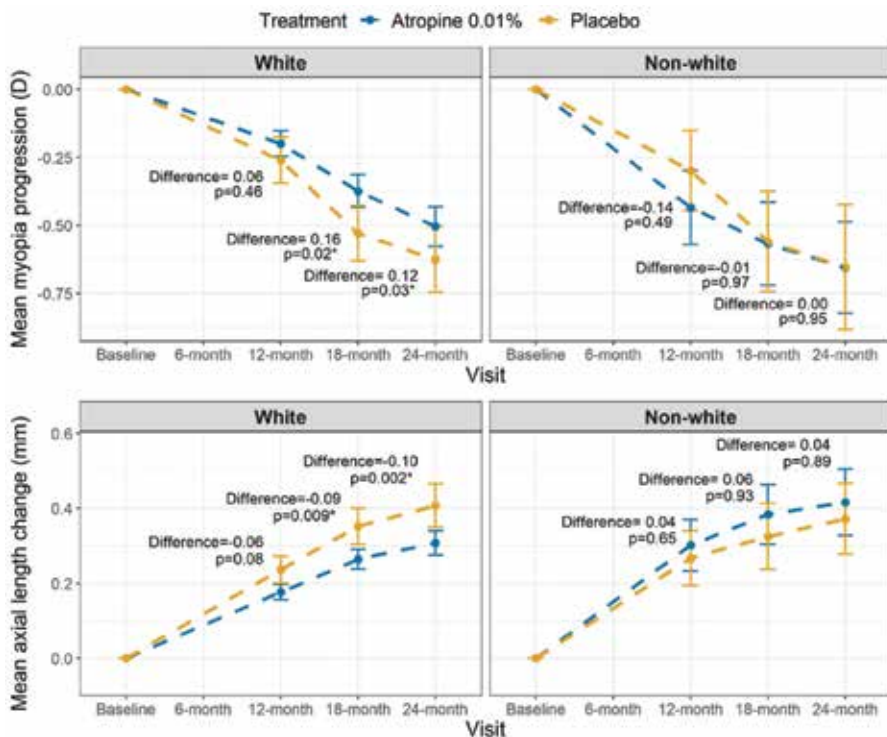 Treatment Atropine 0.01% Placebo
White
Non-white
Mean myopia progression (D)
0.00
-0.25
-0.50
-0.75
Difference= 0.06
p=0.46
Difference= 0.16
p=0.02*
Difference= 0.12
p=0.03*
Difference=-0.14
p=0.49
Difference=-0.01
p=0.97
Difference= 0.00
p=0.95
Baseline 6-month 12-month 18-month 24-month
Baseline 6-month 12-month 18-month 24-month
Visit
White
Non-white
Mean axial length change (mm)
0.6
0.4
0.2
0.0
Difference=-0.10
p=0.002*
Difference=-0.09
p=0.009*
Difference=-0.06
p=0.08
Difference= 0.04
p=0.89
Difference= 0.06
p=0.93
Difference= 0.04
p=0.65
Baseline 6-month 12-month 18-month 24-month
Baseline 6-month 12-month 18-month 24-month
Visit